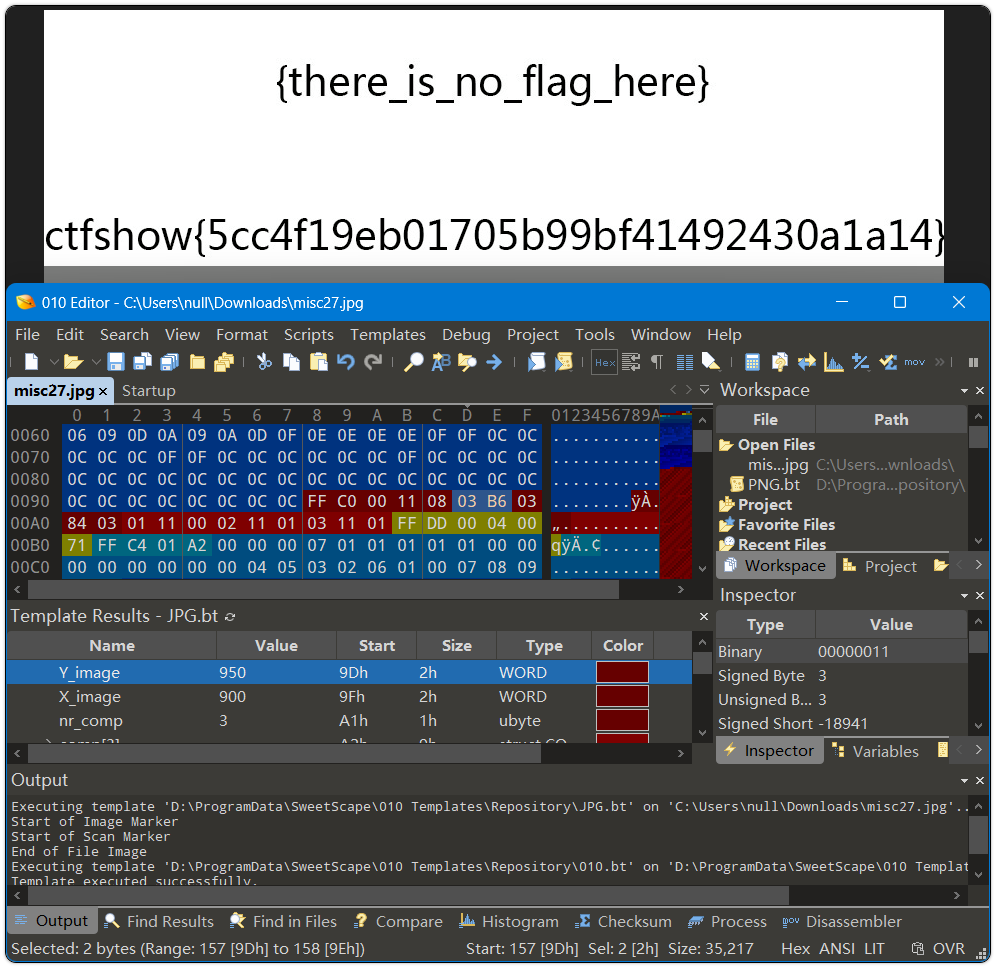 {there_is_no_flag_here}
ctfshow{5cc4f19eb01705b99bf41492430a1a14}
010 Editor - C:\Users\null\Downloads\misc27.jpg
File Edit Search View Format Scripts Templates Debug Project Tools Window Help
Hex ¶ mov »
misc27.jpg × Startup
Workspace
0 1 2 3 4 5 6 7 8 9 A B C D E F 0123456789A
File Path
0060 06 09 0D 0A 09 0A 0D 0F 0E 0E 0E 0E 0F 0F 0C 0C ...........
Open Files
0070 0C 0C 0C 0F 0F 0C 0C 0C 0C 0C 0C 0C 0C 0C 0C 0C ...........
mis...jpg C:\Users...wnloads\
0080 0C 0C 0C 0C 0C 0C 0C 0C 0C 0C 0C 0C 0C 0C 0C 0C ...........
PNG.bt D:\Progra...pository\
0090 0C 0C 0C 0C 0C 0C 0C 0C FF C0 00 11 08 03 B6 03 ........ÿÀ.
Project
00A0 84 03 01 11 00 02 11 01 03 11 01 FF DD 00 04 00 „..........
Favorite Files
00B0 71 FF C4 01 A2 00 00 00 07 01 01 01 01 01 00 00 qÿÄ.¢......
Recent Files
00C0 00 00 00 00 00 04 05 03 02 06 01 00 07 08 09 ...........
Workspace Project
Template Results - JPG.bt
Inspector
Name Value Start Size Type Color
Type Value
Y_image 950 9Dh 2h WORD
Binary 00000011
X_image 900 9Fh 2h WORD
Signed Byte 3
nr_comp 3 A1h 1h ubyte
Unsigned B... 3
Signed Short -18941
Inspector Variables
Output
Executing template 'D:\ProgramData\SweetScape\010 Templates\Repository\JPG.bt' on 'C:\Users\null\Downloads\misc27.jpg'..
Start of Image Marker
Start of Scan Marker
End of File Image
Executing template 'D:\ProgramData\SweetScape\010 Templates\Repository\010.bt' on 'D:\ProgramData\SweetScape\010 Templat
Template executed successfully.
Output Find Results Find in Files Compare Histogram Checksum Process mov Disassembler
Selected: 2 bytes (Range: 157 [9Dh] to 158 [9Eh]) Start: 157 [9Dh] Sel: 2 [2h] Size: 35,217 Hex ANSI LIT OVR